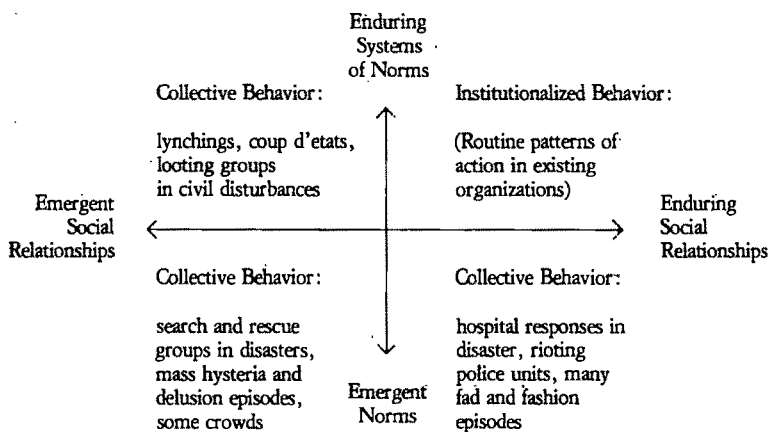 Enduring
Systems
of Norms
Collective Behavior:
lynchings, coup d'etats,
looting groups
in civil disturbances
Institutionalized Behavior:
(Routine patterns of
action in existing
organizations)
Emergent
Social
Relationships
Enduring
Social
Relationships
Collective Behavior:
search and rescue
groups in disasters,
mass hysteria and
delusion episodes,
some crowds
Collective Behavior:
hospital responses in
disaster, rioting
police units, many
fad and fashion
episodes
Emergent
Norms